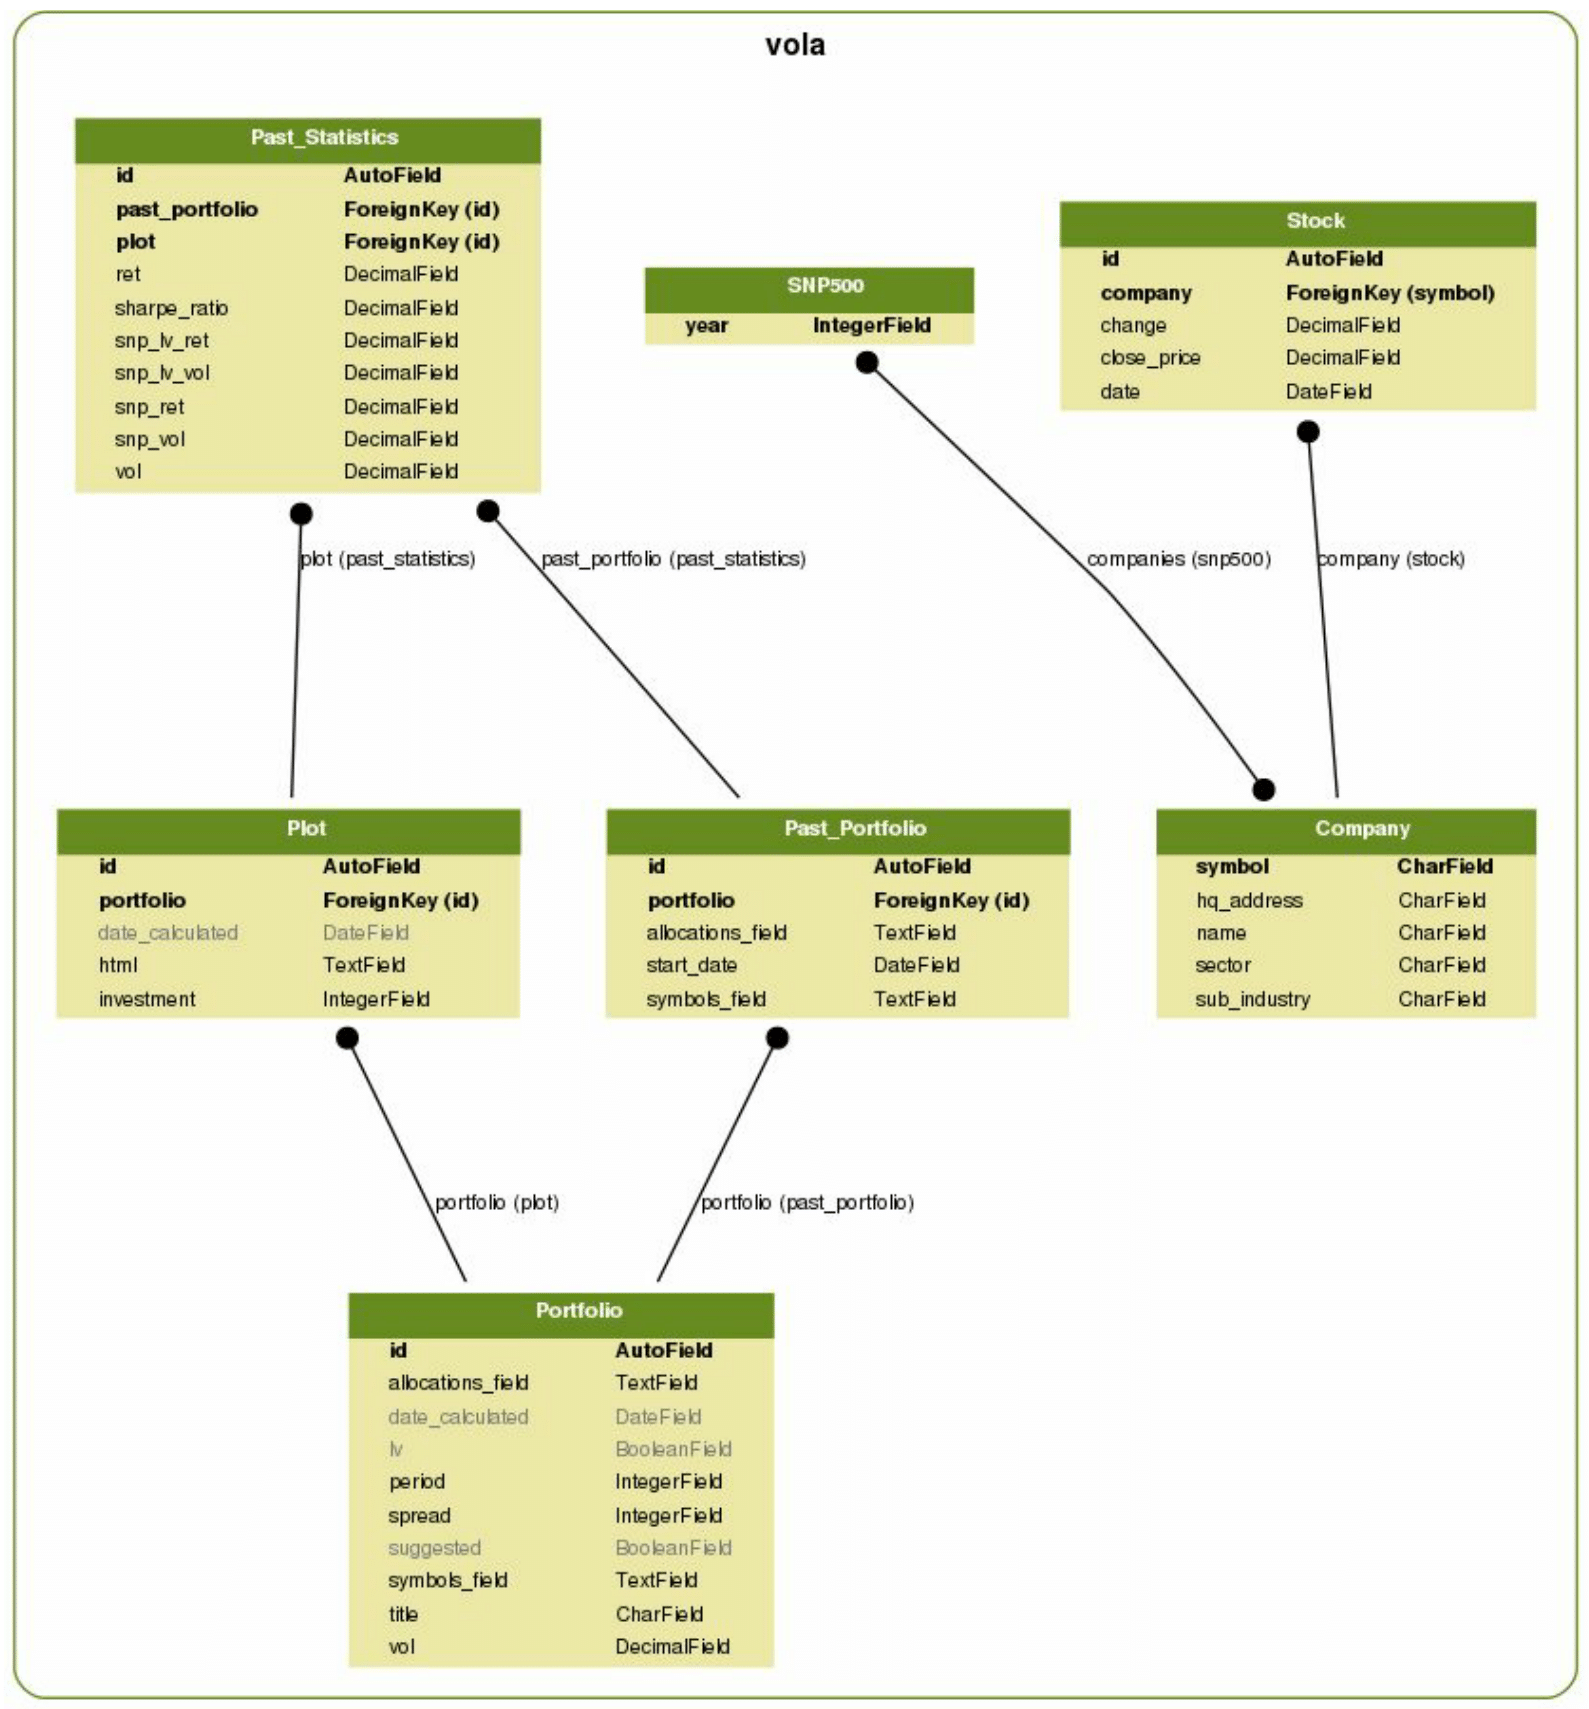 vola
Past_Statistics
id AutoField
past_portfolio ForeignKey (id)
plot ForeignKey (id)
ret DecimalField
sharpe_ratio DecimalField
snp_lv_ret DecimalField
snp_lv_vol DecimalField
snp_ret DecimalField
snp_vol DecimalField
vol DecimalField
SNP500
year IntegerField
Stock
id AutoField
company ForeignKey (symbol)
change DecimalField
close_price DecimalField
date DateField
plot (past_statistics)
past_portfolio (past_statistics)
companies (snp500)
company (stock)
Plot
id AutoField
portfolio ForeignKey (id)
date_calculated DateField
html TextField
investment IntegerField
Past_Portfolio
id AutoField
portfolio ForeignKey (id)
allocations_field TextField
start_date DateField
symbols_field TextField
Company
symbol CharField
hq_address CharField
name CharField
sector CharField
sub_industry CharField
portfolio (plot)
portfolio (past_portfolio)
Portfolio
id AutoField
allocations_field TextField
date_calculated DateField
lv BooleanField
period IntegerField
spread IntegerField
suggested BooleanField
symbols_field TextField
title CharField
vol DecimalField